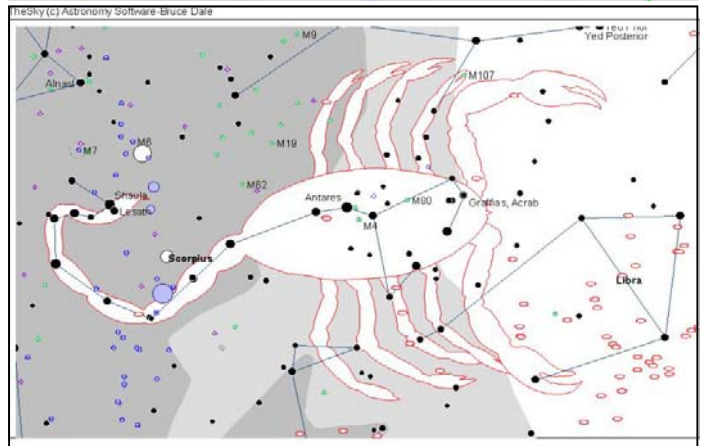 TheSky (c) Astronomy Software-Bruce Dale
Yed Prior
Yed Posterior
M9
Alnasl
M107
M7
M6
M19
M62
Shaula
Lesath
Antares
M80
Graffias, Acrab
M4
Scorpius
Libra